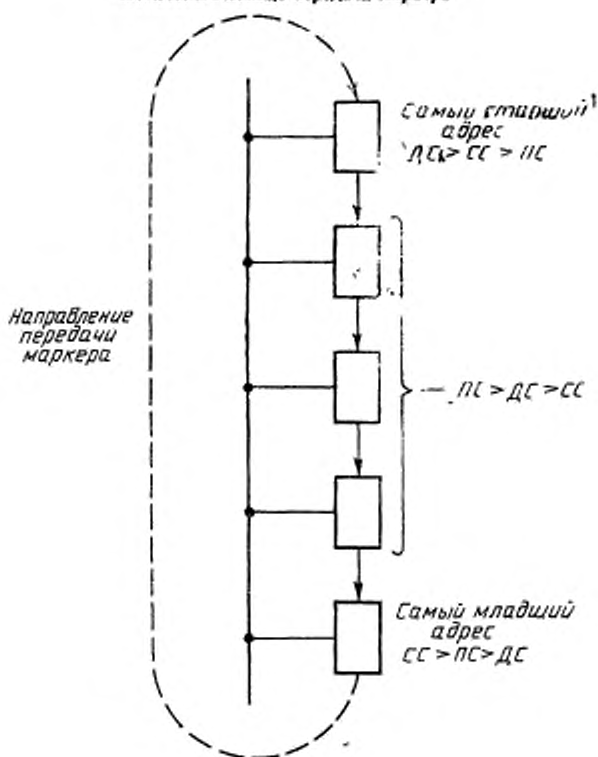 Самый старший
адрес
ДС > СС > ПС
Направление
передачи
маркера
ПС > ДС > СС
Самый младший
адрес
СС > ПС > ДС